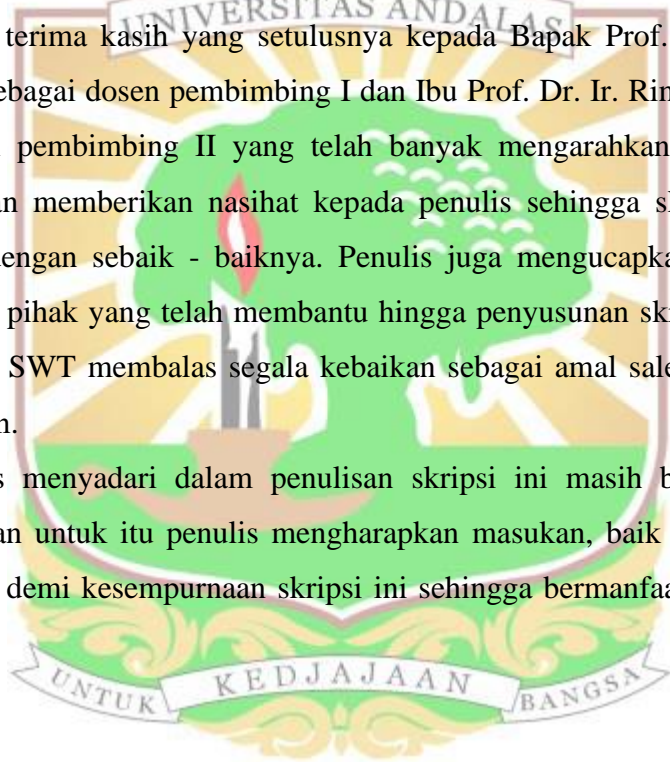 UNIVERSITAS ANDALAS
terima kasih yang setulusnya kepada Bapak Prof.
ebagai dosen pembimbing I dan Ibu Prof. Dr. Ir. Rin
pembimbing II yang telah banyak mengarahkan
an memberikan nasihat kepada penulis sehingga s
dengan sebaik - baiknya. Penulis juga mengucapka
pihak yang telah membantu hingga penyusunan sk
SWT membalas segala kebaikan sebagai amal sale
n.
s menyadari dalam penulisan skripsi ini masih b
an untuk itu penulis mengharapkan masukan, baik
demi kesempurnaan skripsi ini sehingga bermanfaa
UNTUK KEDJAJAAN BANGSA